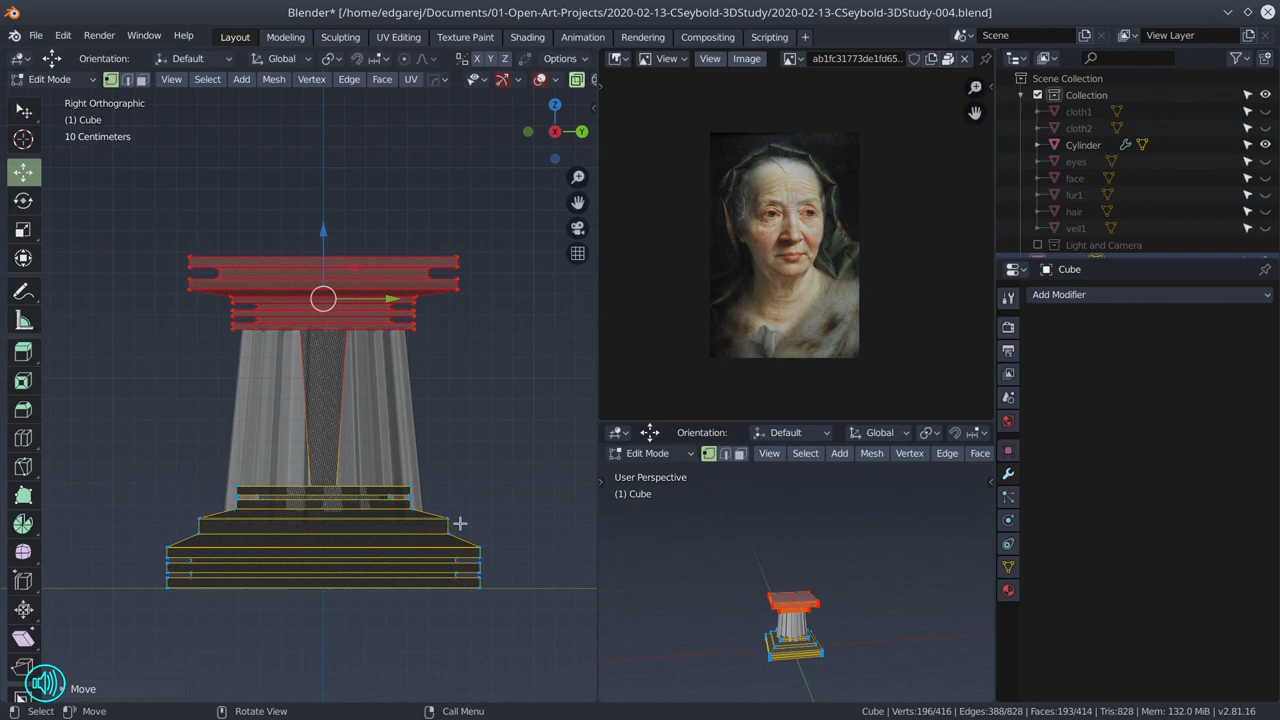 Blender* [/home/edgarej/Documents/01-Open-Art-Projects/2020-02-13-CSeybold-3DStudy/2020-02-13-CSeybold-3DStudy-004.blend]
File Edit Render Window Help Layout Modeling Sculpting UV Editing Texture Paint Shading Animation Rendering Compositing Scripting + Scene View Layer
Orientation: Default Global X Y Z Options
View View Image ab1fc31773de1fd65..
Edit Mode View Select Add Mesh Vertex Edge Face UV
Right Orthographic
(1) Cube
10 Centimeters
Z
X
Y
Scene Collection
Collection
cloth1
cloth2
Cylinder
eyes
face
fur1
hair
veil1
Light and Camera
Cube
Add Modifier
Orientation: Default Global
Edit Mode View Select Add Mesh Vertex Edge Face
User Perspective
(1) Cube
Move
Select Move Rotate View Call Menu Cube | Verts:196/416 | Edges:388/828 | Faces:193/414 | Tris:828 | Mem: 132.0 MiB | v2.81.16